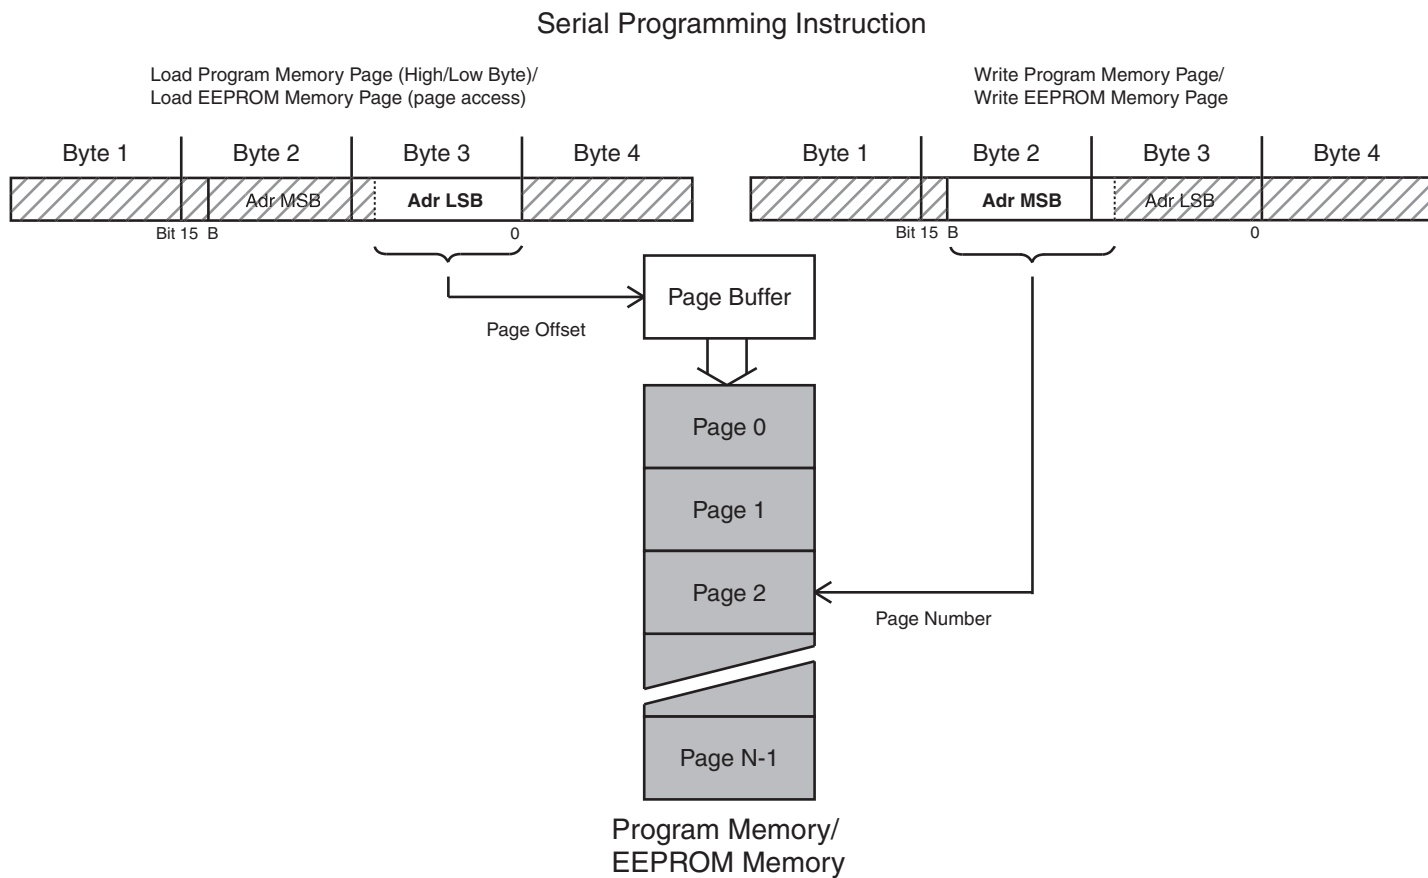 Serial Programming Instruction
Load Program Memory Page (High/Low Byte)/
Load EEPROM Memory Page (page access)
Write Program Memory Page/
Write EEPROM Memory Page
Byte 1 Byte 2 Byte 3 Byte 4
Adr MSB Adr LSB
Bit 15 B 0
Byte 1 Byte 2 Byte 3 Byte 4
Adr MSB Adr LSB
Bit 15 B 0
Page Buffer
Page Offset
Page 0
Page 1
Page 2
Page Number
Page N-1
Program Memory/
EEPROM Memory